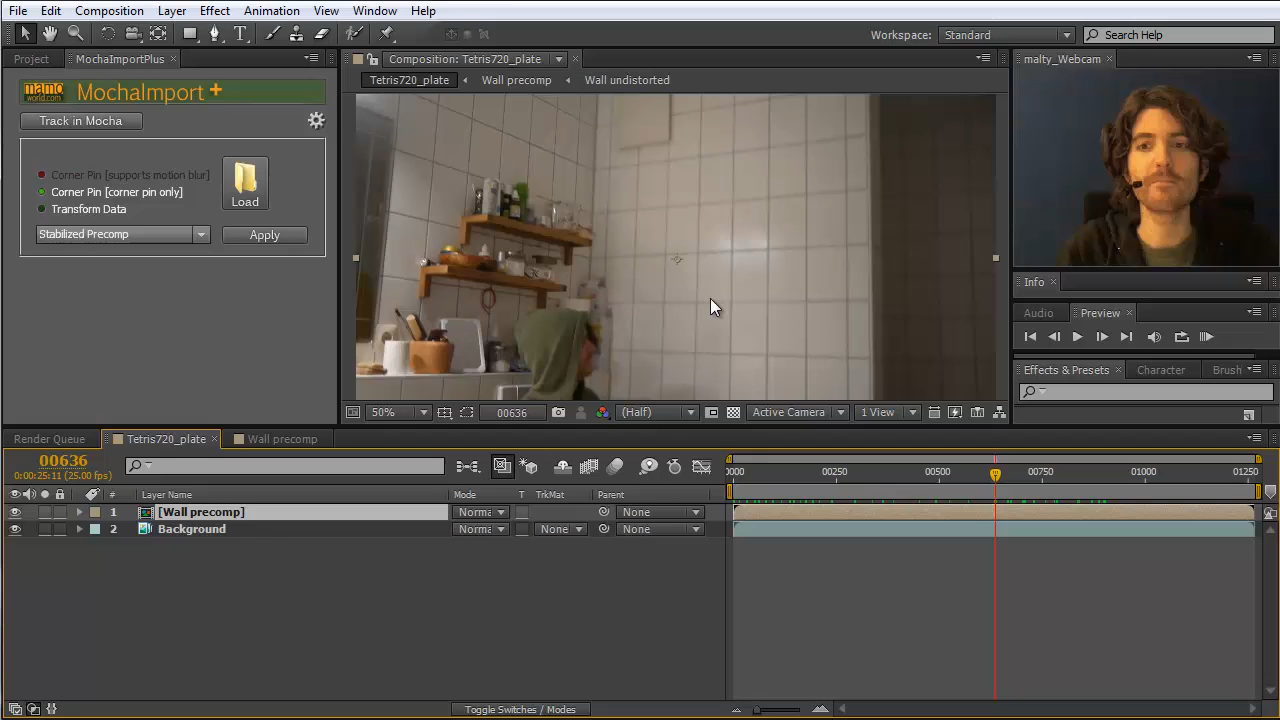 File Edit Composition Layer Effect Animation View Window Help
Workspace: Standard Search Help
Project MochaImportPlus Composition: Tetris720_plate malty_Webcam
Tetris720_plate Wall precomp Wall undistorted
mamoworld.com MochaImport +
Track in Mocha
Corner Pin [supports motion blur]
Corner Pin [corner pin only]
Transform Data
Load
Stabilized Precomp Apply
Info
Audio Preview
Effects & Presets Character Brush
50% 00636 (Half) Active Camera 1 View
Render Queue Tetris720_plate Wall precomp
00636
0:00:25:11 (25.00 fps)
0000 00250 00500 00750 01000 01250
# Layer Name Mode T TrkMat Parent
1 [Wall precomp] Norma None
2 Background Norma None None
Toggle Switches / Modes